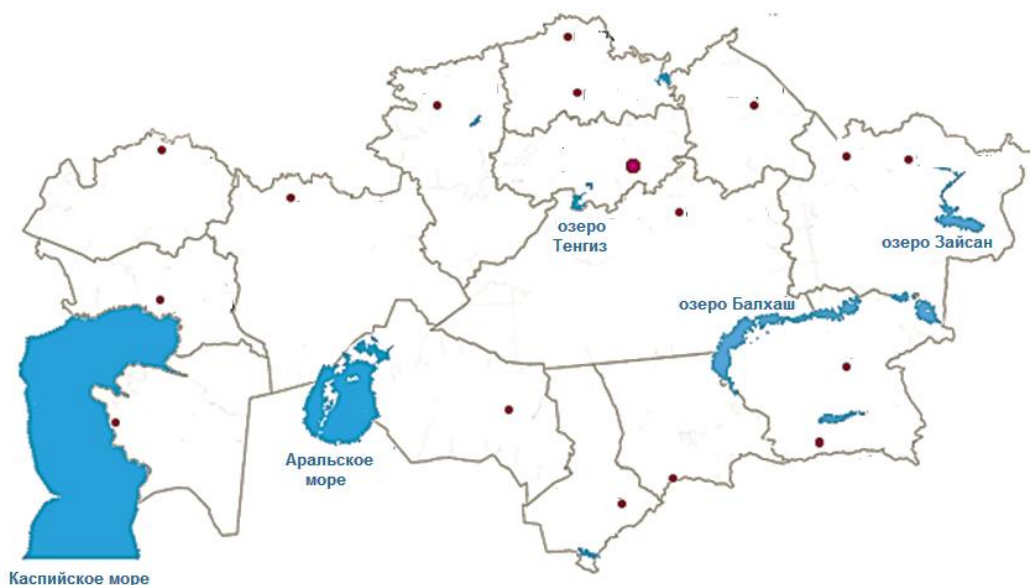 озеро
Тенгиз
озеро Зайсан
озеро Балхаш
Аральское
море
Каспийское море